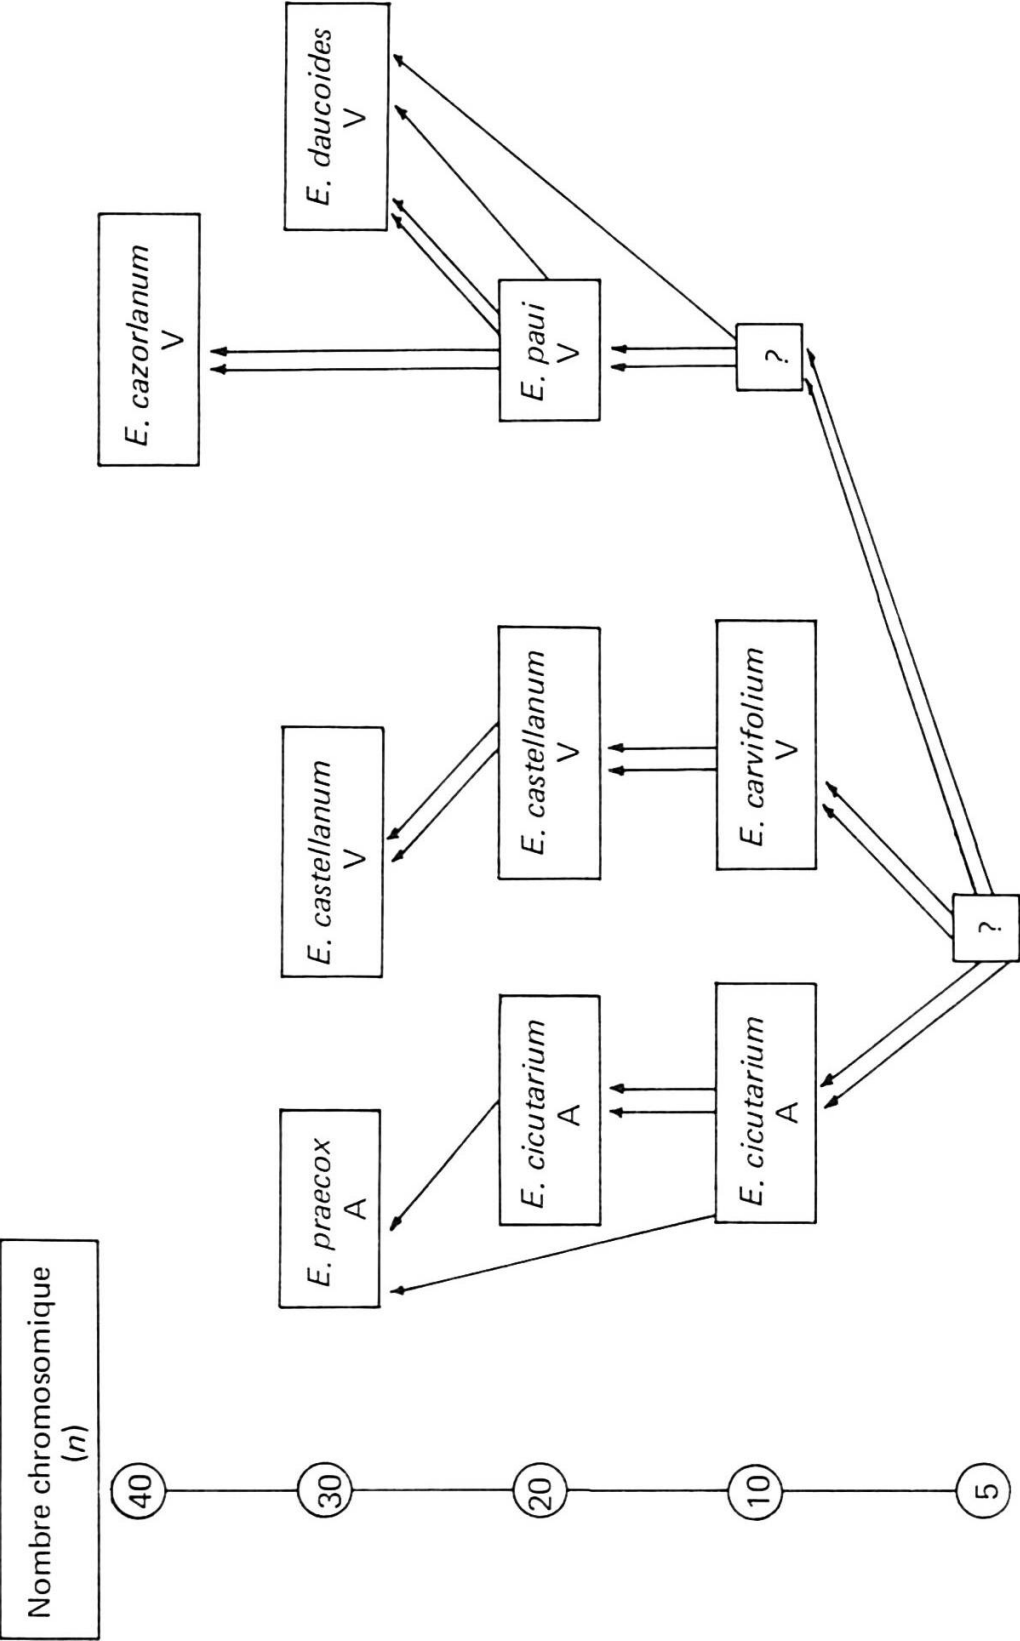 Nombre chromosomique
(n)
40
E. cazorlanum
V
30
E. praecox
A
E. castellanum
V
E. daucoides
V
20
E. cicutarium
A
E. castellanum
V
E. paui
V
10
E. cicutarium
A
E. carvifolium
V
?
5
?